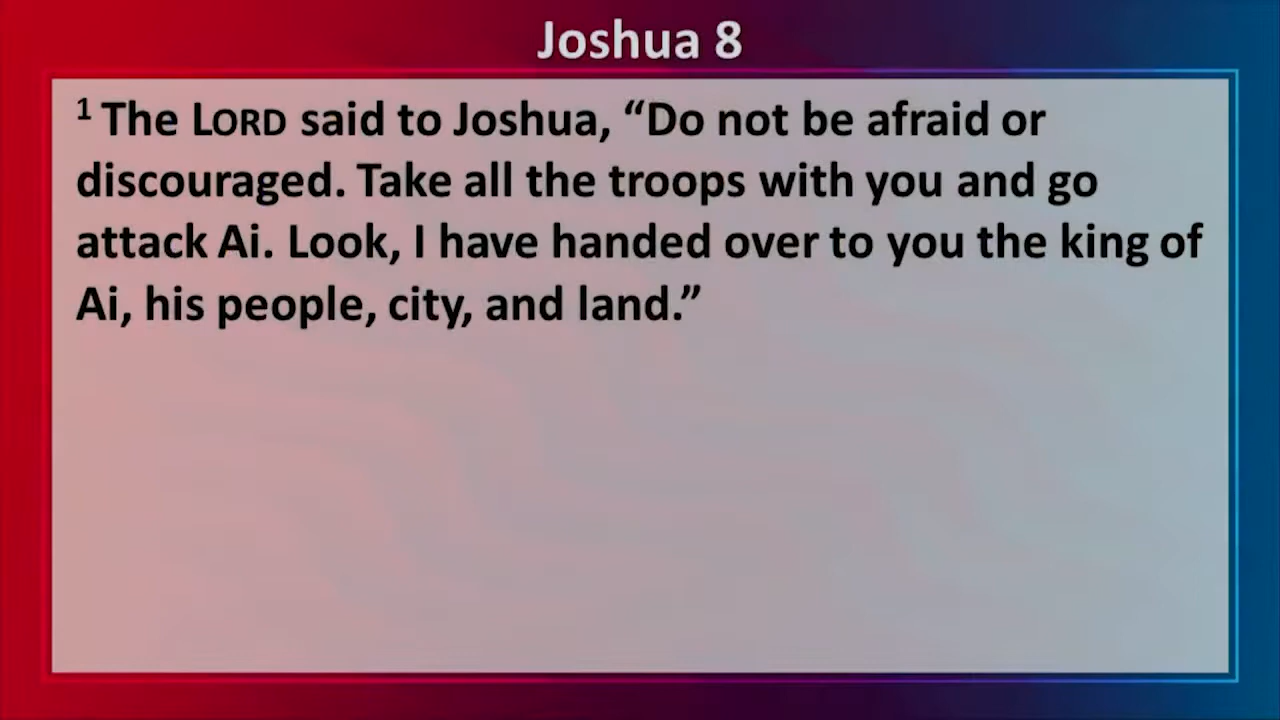 Joshua 8
1 The LORD said to Joshua, “Do not be afraid or
discouraged. Take all the troops with you and go
attack Ai. Look, I have handed over to you the king of
Ai, his people, city, and land.”